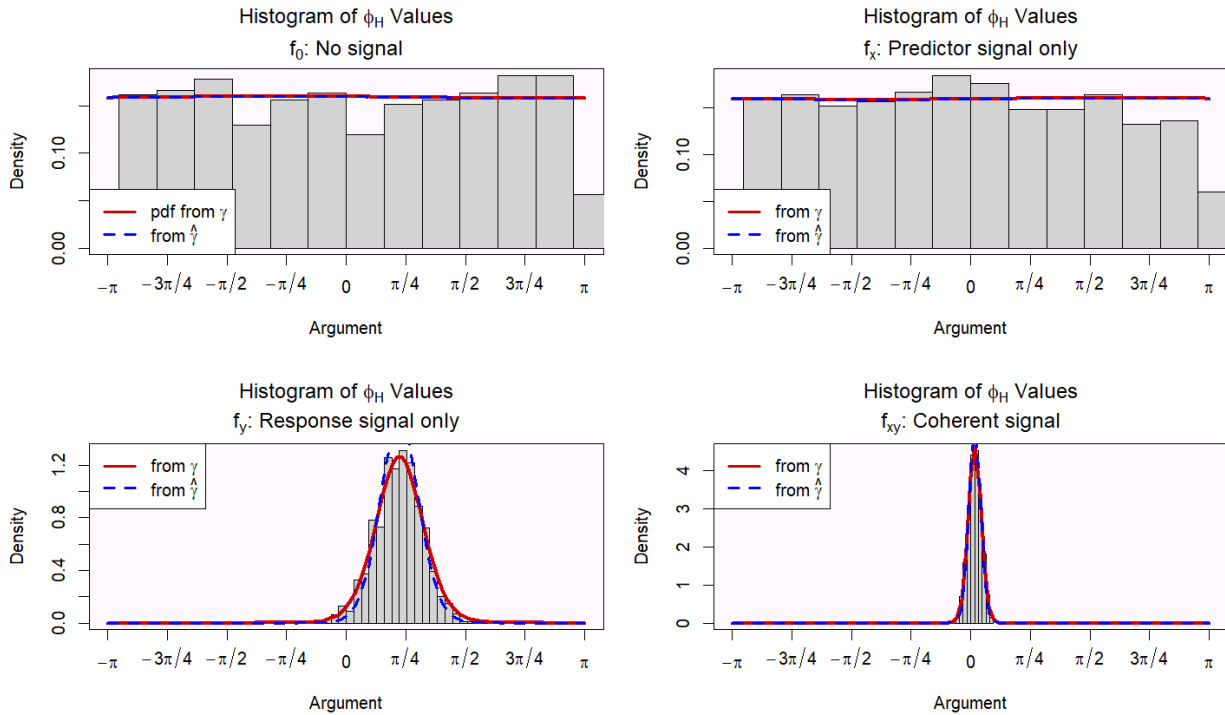 Histogram of ϕH Values
f0: No signal
Density
0.00
0.10
pdf from γ
from γ̂
−π
−3π/4
−π/2
−π/4
0
π/4
π/2
3π/4
π
Argument
Histogram of ϕH Values
fx: Predictor signal only
Density
0.00
0.10
from γ
from γ̂
−π
−3π/4
−π/2
−π/4
0
π/4
π/2
3π/4
π
Argument
Histogram of ϕH Values
fy: Response signal only
Density
0.0
0.4
0.8
1.2
from γ
from γ̂
−π
−3π/4
−π/2
−π/4
0
π/4
π/2
3π/4
π
Argument
Histogram of ϕH Values
fxy: Coherent signal
Density
0
1
2
3
4
from γ
from γ̂
−π
−3π/4
−π/2
−π/4
0
π/4
π/2
3π/4
π
Argument